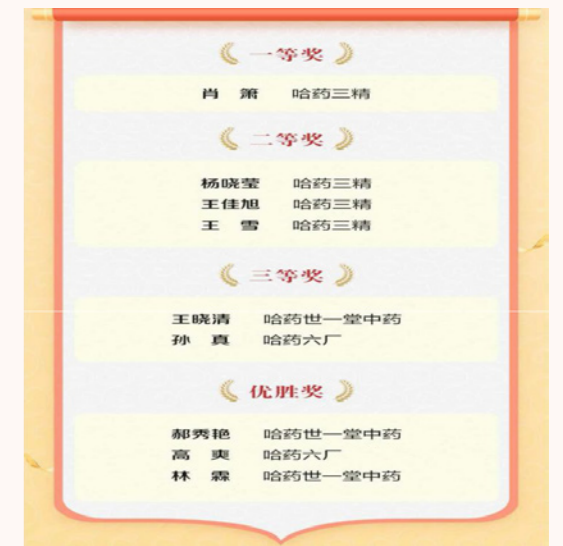 一等奖
肖 箫 哈药三精
二等奖
杨晓莹 哈药三精
王佳旭 哈药三精
王 雪 哈药三精
三等奖
王晓清 哈药世一堂中药
孙 真 哈药六厂
优胜奖
郝秀艳 哈药世一堂中药
高 爽 哈药六厂
林 霖 哈药世一堂中药